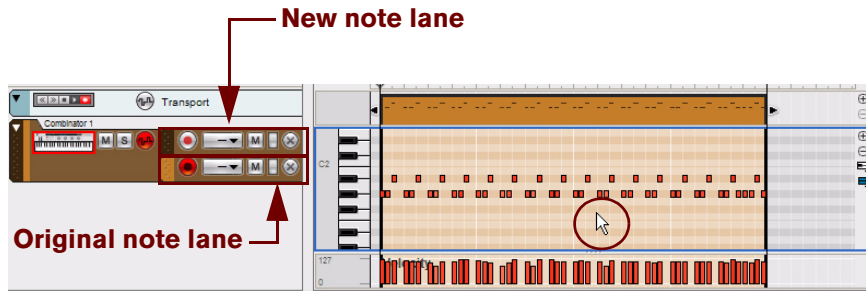 New note lane
Transport
Combinator 1
M S M
C2
M
Original note lane
127
Velocity
0